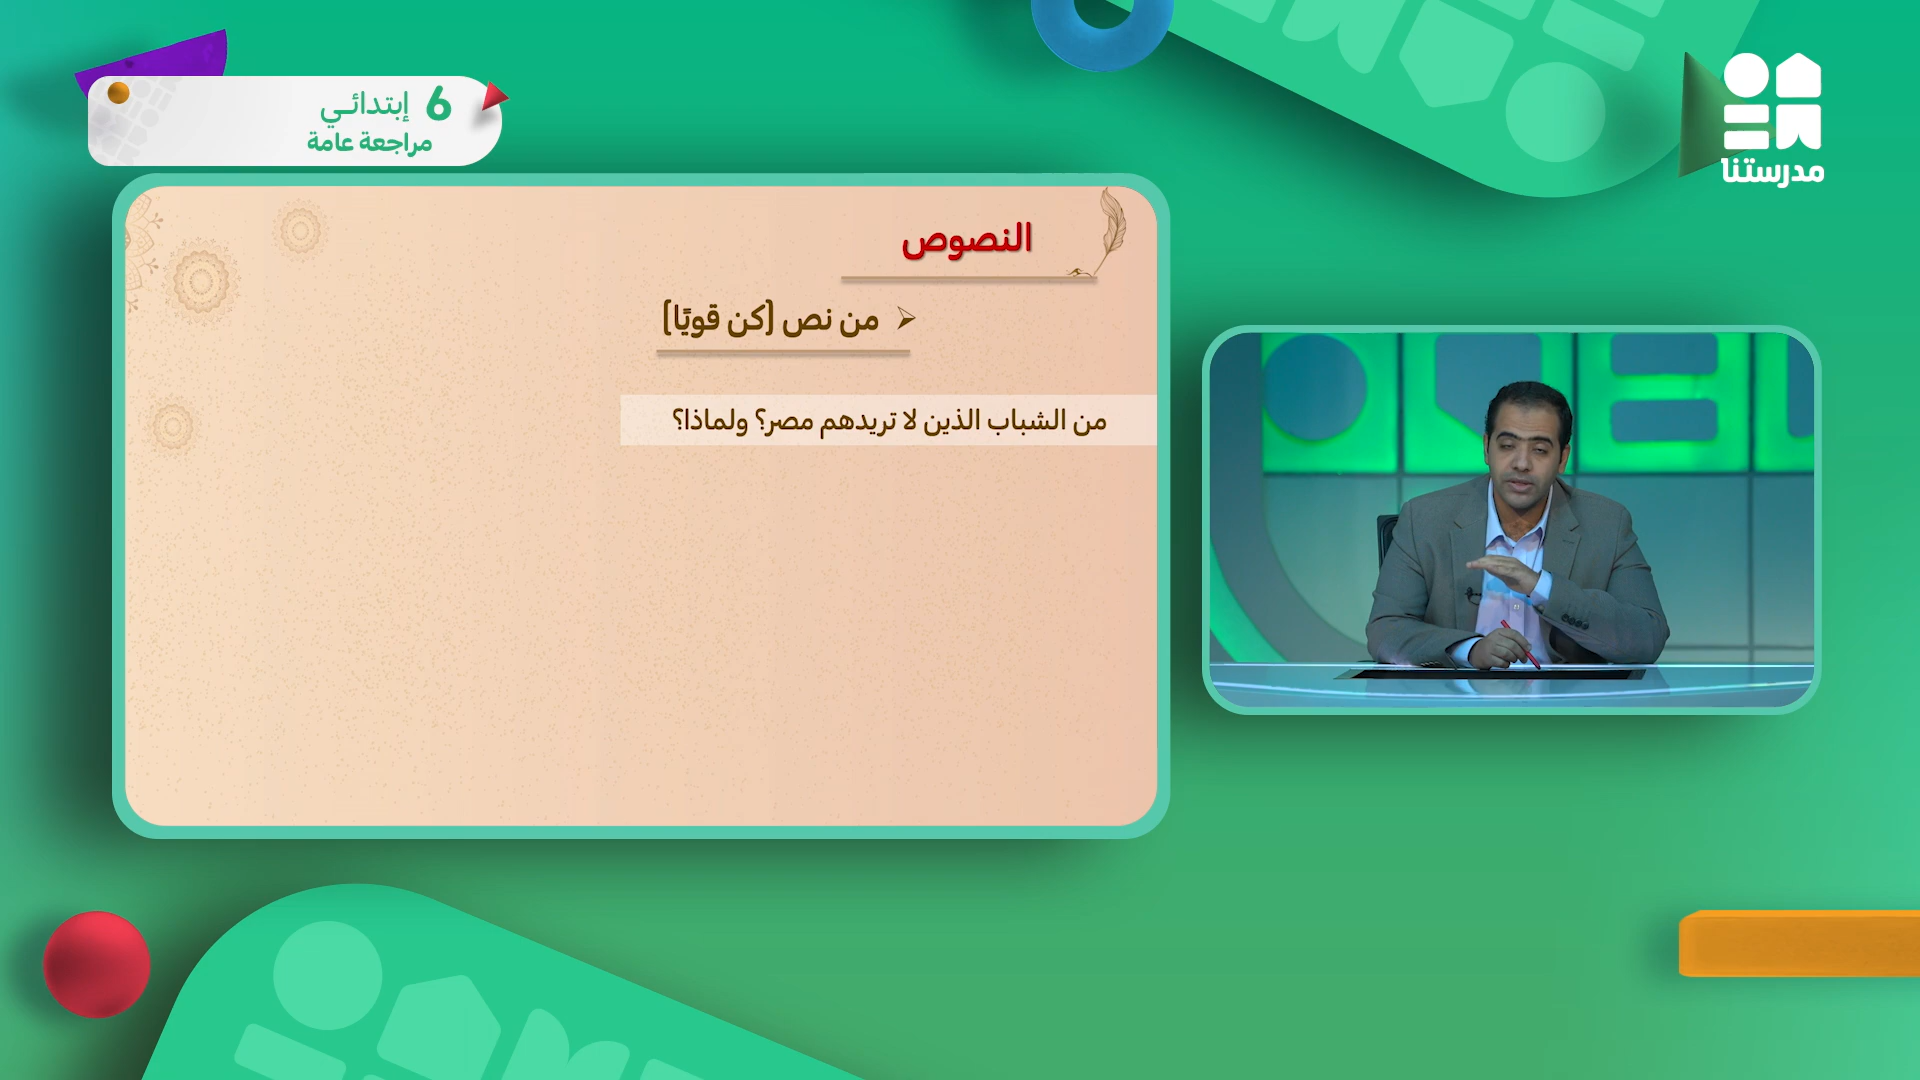 6 إبتدائي
مراجعة عامة
مدرستنا
النصوص
من نص (كن قويًا)
من الشباب الذين لا تريدهم مصر؟ ولماذا؟